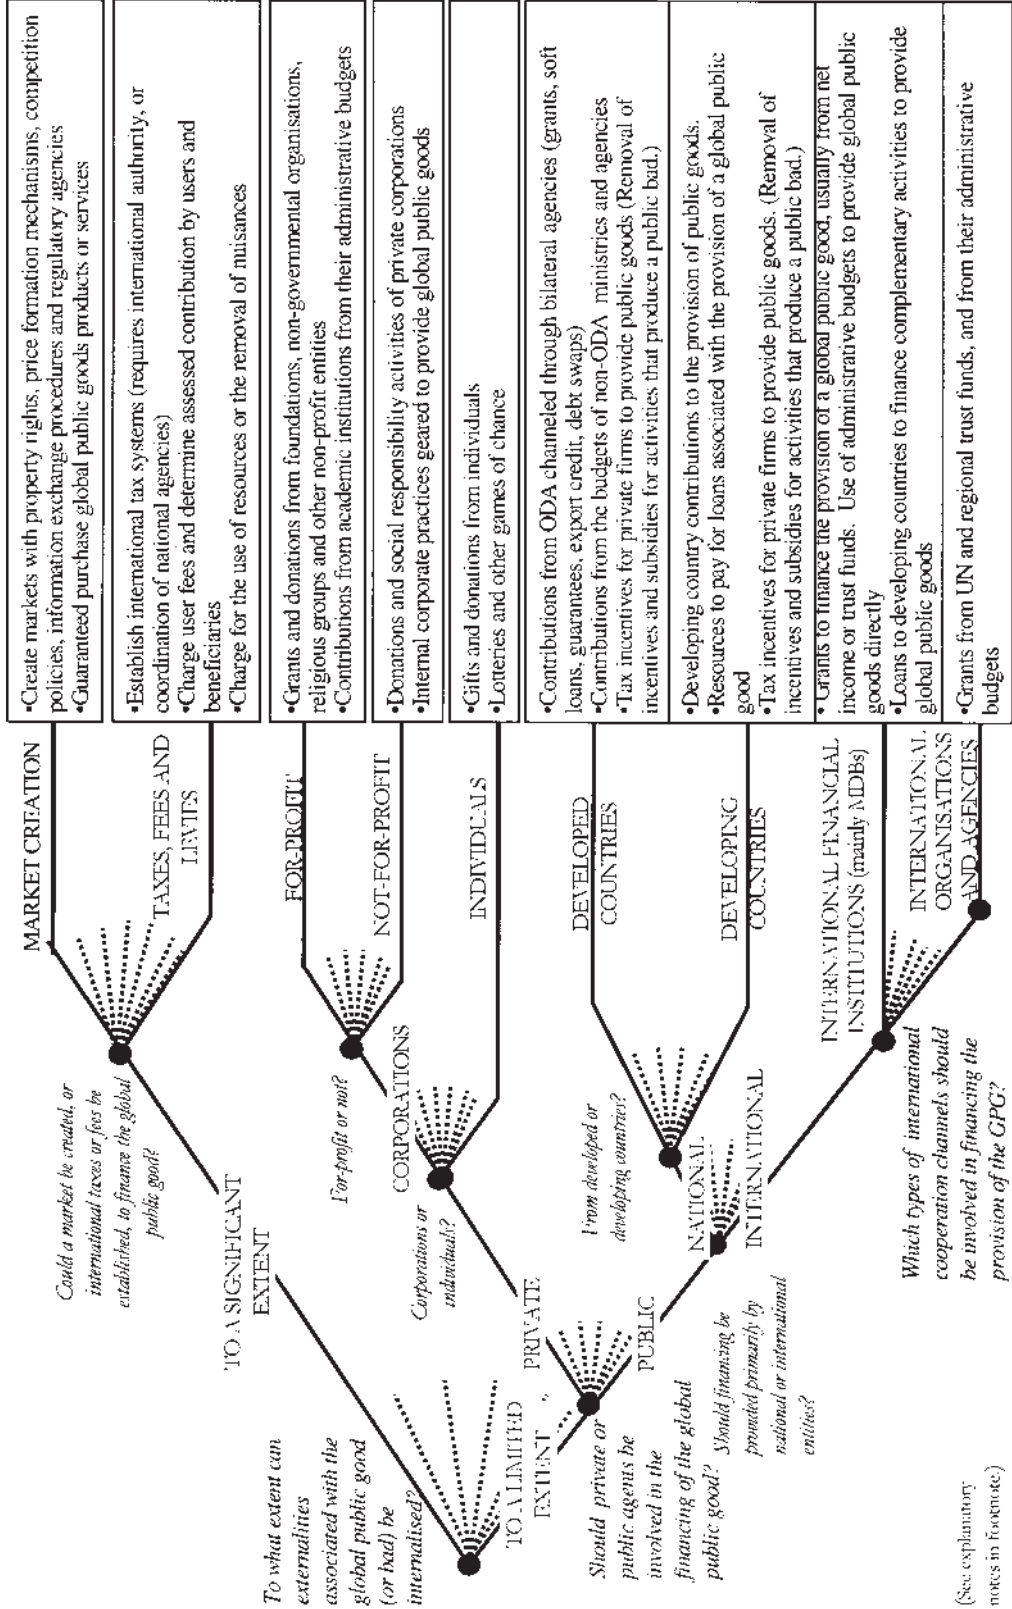 To what extent can
externalities
associated with the
global public good
(or bad) be
internalised?
TO A SIGNIFICANT
EXTENT
TO A LIMITED
EXTENT
Could a market be created, or
international taxes or fees be
established, to finance the global
public good?
MARKET CREATION
•Create markets with property rights, price formation mechanisms, competition
policies, information exchange procedures and regulatory agencies
•Guaranteed purchase global public goods products or services
TAXES, FEES AND
LEVIES
•Establish international tax systems (requires international authority, or
coordination of national agencies)
•Charge user fees and determine assessed contribution by users and
beneficiaries
•Charge for the use of resources or the removal of nuisances
Should private or
public agents be
involved in the
financing of the global
public good?
PRIVATE
PUBLIC
Corporations or
individuals?
CORPORATIONS
For-profit or not?
FOR-PROFIT
•Grants and donations from foundations, non-governmental organisations,
religious groups and other non-profit entities
•Contributions from academic institutions from their administrative budgets
NOT-FOR-PROFIT
•Donations and social responsibility activities of private corporations
•Internal corporate practices geared to provide global public goods
INDIVIDUALS
•Gifts and donations from individuals
•Lotteries and other games of chance
Should financing be
promoted primarily by
national or international
entities?
NATIONAL
INTERNATIONAL
From developed or
developing countries?
DEVELOPED
COUNTRIES
•Contributions from ODA channeled through bilateral agencies (grants, soft
loans, guarantees, export credit, debt swaps)
•Contributions from the budgets of non-ODA ministries and agencies
•Tax incentives for private firms to provide public goods (Removal of
incentives and subsidies for activities that produce a public bad.)
DEVELOPING
COUNTRIES
•Developing country contributions to the provision of public goods.
•Resources to pay for loans associated with the provision of a global public
good
•Tax incentives for private firms to provide public goods. (Removal of
incentives and subsidies for activities that produce a public bad.)
Which types of international
cooperation channels should
be involved in financing the
provision of the GPG?
INTERNATIONAL FINANCIAL
INSTITUTIONS (mainly MDBs)
•Grants to finance the provision of a global public good, usually from net
income or trust funds. Use of administrative budgets to provide global public
goods directly
•Loans to developing countries to finance complementary activities to provide
global public goods
INTERNATIONAL
ORGANISATIONS
AND AGENCIES
•Grants from UN and regional trust funds, and from their administrative
budgets
(See explanatory
notes in footnote.)